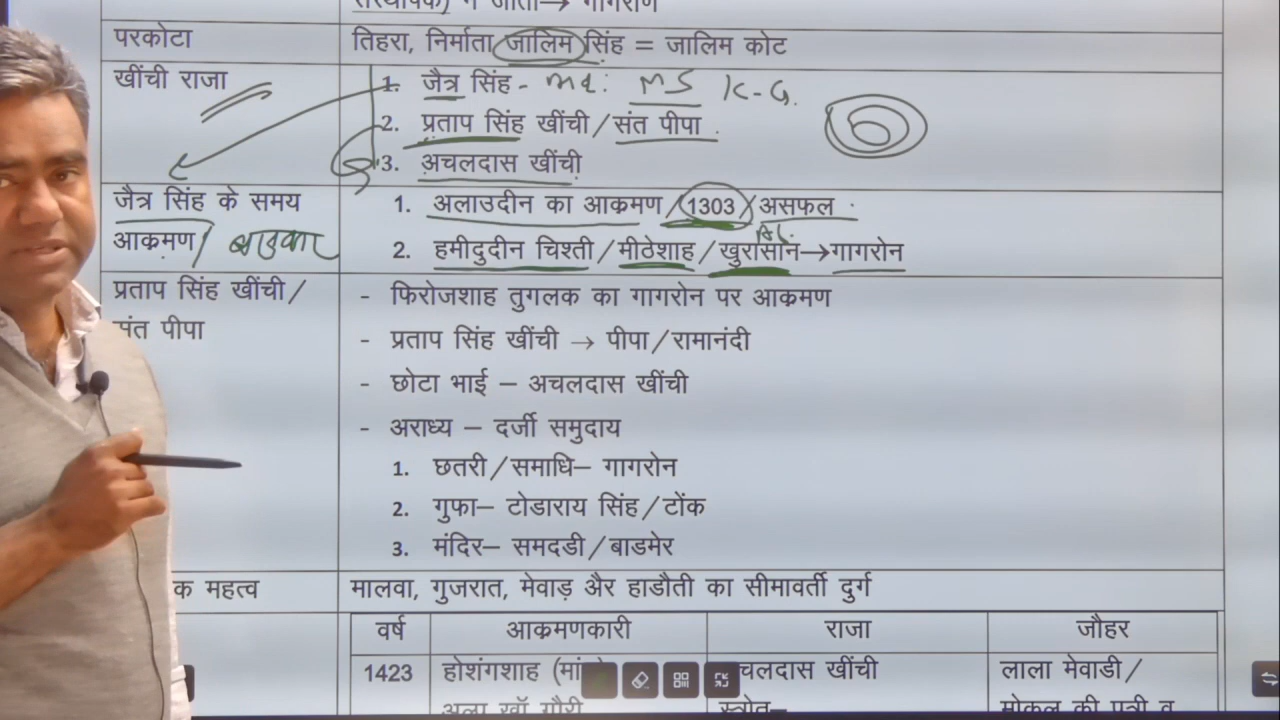 परकोटा
तिहरा, निर्माता जालिम सिंह = जालिम कोट
खींची राजा
1. जैत्र सिंह - me: MS K-G.
2. प्रताप सिंह खींची/संत पीपा
3. अचलदास खींची
जैत्र सिंह के समय
आक्रमण/
1. अलाउदीन का आक्रमण/1303/असफल
2. हमीदुदीन चिश्ती/मीठेशाह/खुरासान→गागरोन
प्रताप सिंह खींची/
संत पीपा
- फिरोजशाह तुगलक का गागरोन पर आक्रमण
- प्रताप सिंह खींची → पीपा/रामानंदी
- छोटा भाई – अचलदास खींची
- अराध्य – दर्जी समुदाय
1. छतरी/समाधि– गागरोन
2. गुफा– टोडाराय सिंह/टोंक
3. मंदिर– समदडी/बाडमेर
क महत्व
मालवा, गुजरात, मेवाड़ अैर हाडौती का सीमावर्ती दुर्ग
वर्ष आक्रमणकारी राजा जौहर
1423 होशंगशाह (मां चलदास खींची लाला मेवाडी/